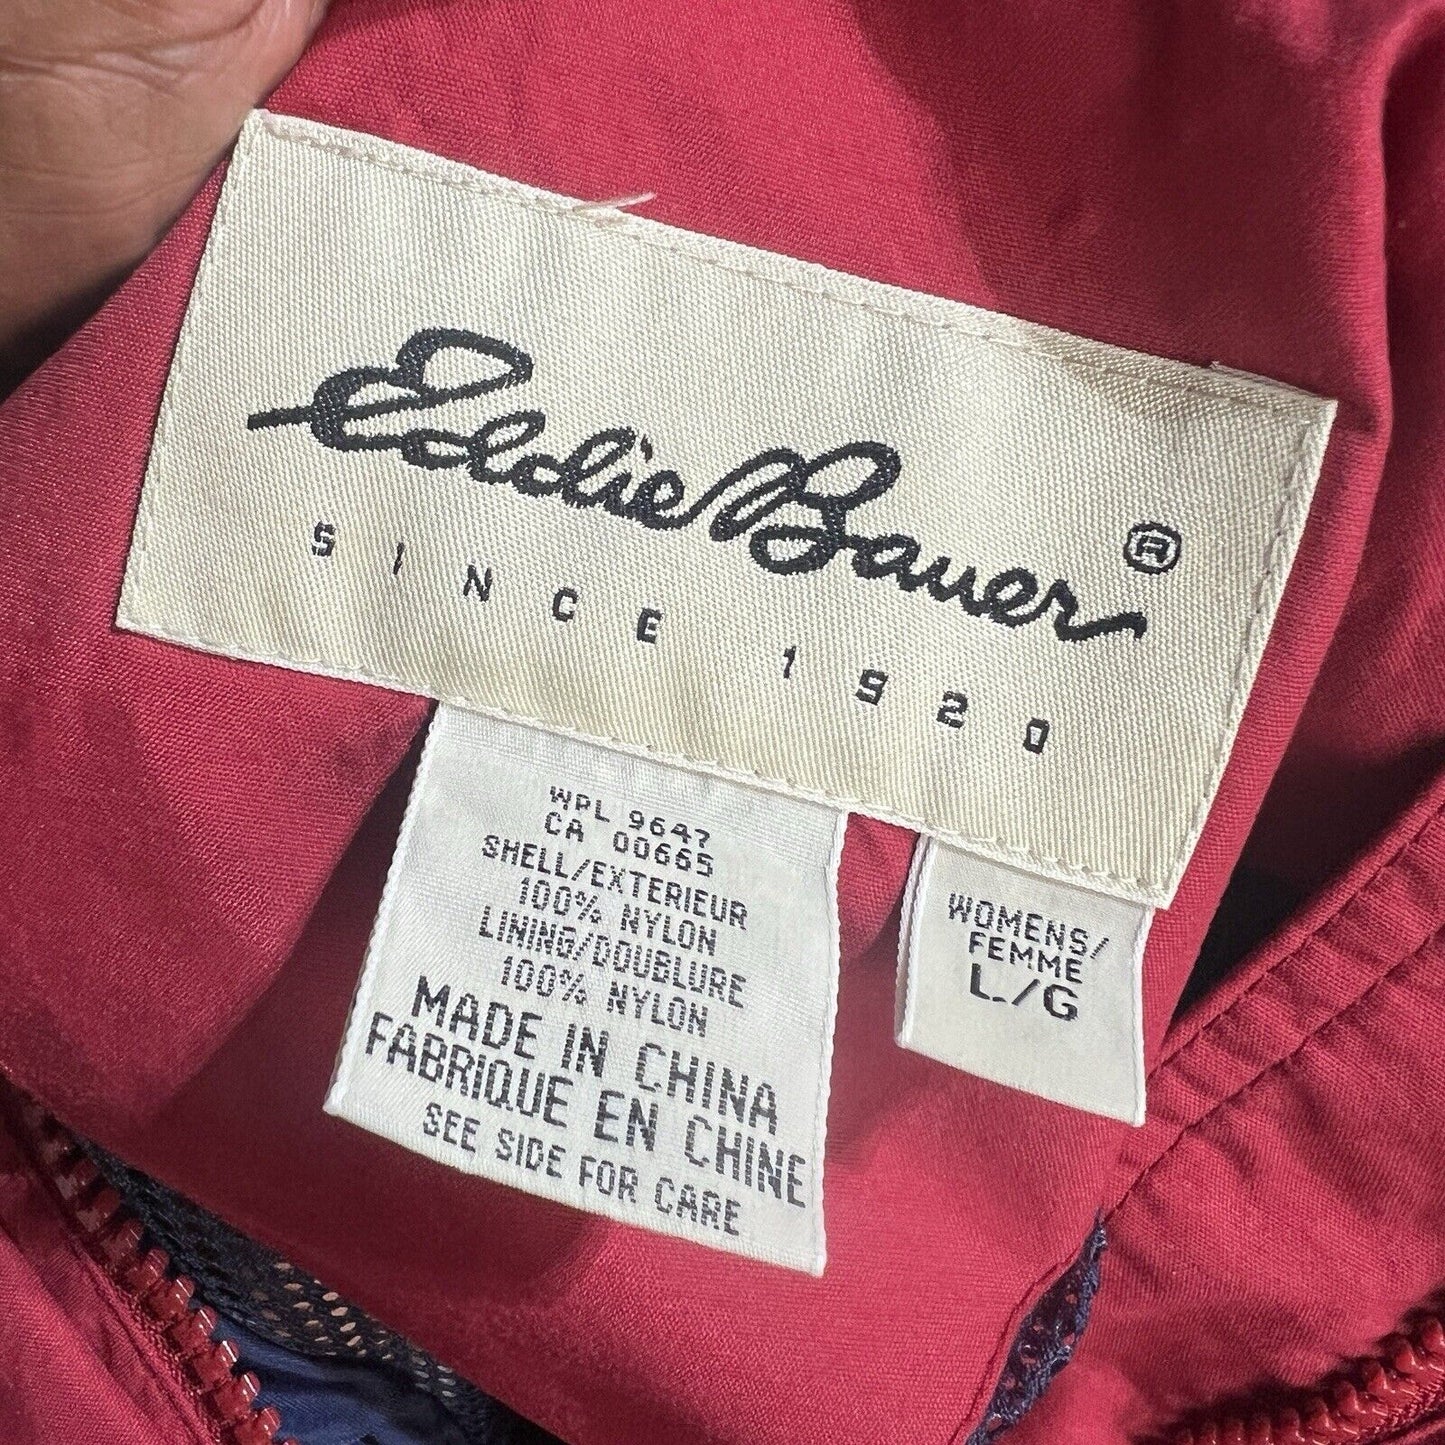 Eddie Bauer ®
SINCE 1920
WPL 9647
CA 00665
SHELL/EXTERIEUR
100% NYLON
LINING/DOUBLURE
100% NYLON
MADE IN CHINA
FABRIQUE EN CHINE
SEE SIDE FOR CARE
WOMENS/
FEMME
L./G